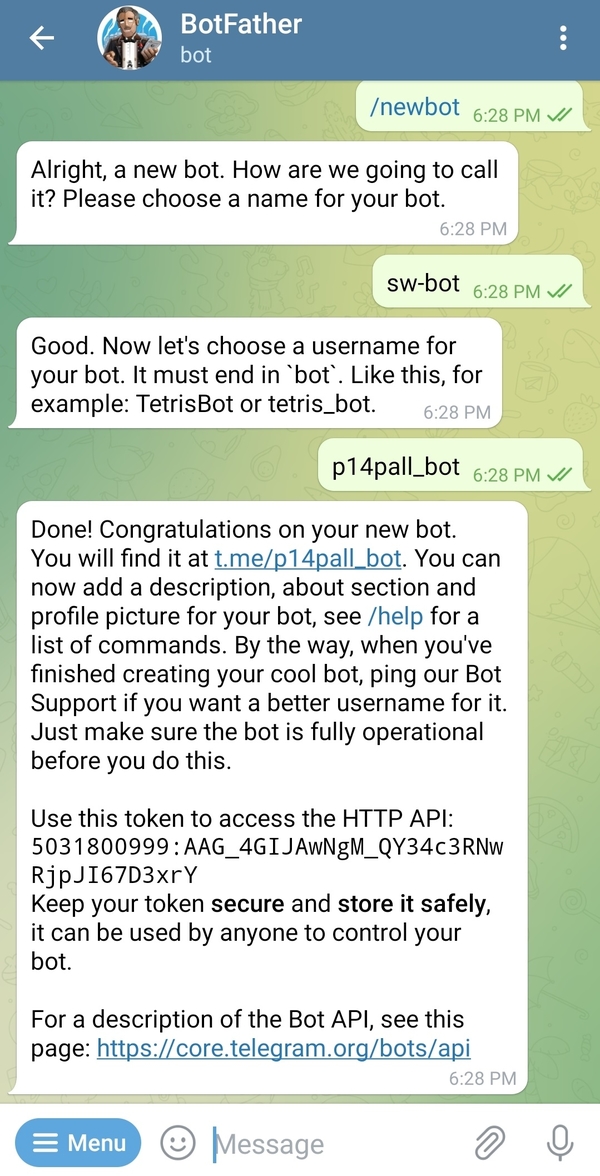 BotFather
bot
/newbot 6:28 PM
Alright, a new bot. How are we going to call
it? Please choose a name for your bot.
6:28 PM
sw-bot 6:28 PM
Good. Now let's choose a username for
your bot. It must end in `bot`. Like this, for
example: TetrisBot or tetris_bot. 6:28 PM
p14pall_bot 6:28 PM
Done! Congratulations on your new bot.
You will find it at t.me/p14pall_bot. You can
now add a description, about section and
profile picture for your bot, see /help for a
list of commands. By the way, when you've
finished creating your cool bot, ping our Bot
Support if you want a better username for it.
Just make sure the bot is fully operational
before you do this.
Use this token to access the HTTP API:
5031800999:AAG_4GIJAwNgM_QY34c3RNw
RjpJI67D3xrY
Keep your token secure and store it safely,
it can be used by anyone to control your
bot.
For a description of the Bot API, see this
page: https://core.telegram.org/bots/api
6:28 PM
Menu Message